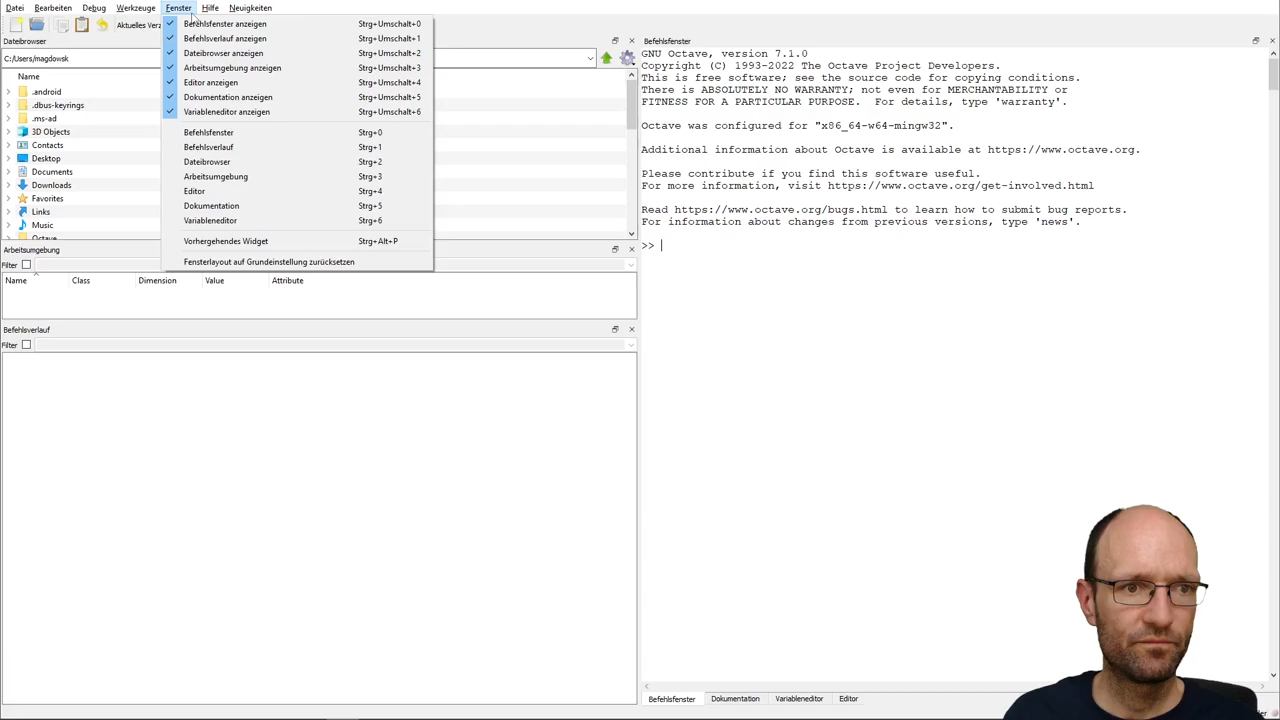 Datei Bearbeiten Debug Werkzeuge Fenster Hilfe Neuigkeiten
Aktuelles Verz
Befehlsfenster anzeigen Strg+Umschalt+0
Befehlsverlauf anzeigen Strg+Umschalt+1
Dateibrowser anzeigen Strg+Umschalt+2
Arbeitsumgebung anzeigen Strg+Umschalt+3
Editor anzeigen Strg+Umschalt+4
Dokumentation anzeigen Strg+Umschalt+5
Variableneditor anzeigen Strg+Umschalt+6
Befehlsfenster Strg+0
Befehlsverlauf Strg+1
Dateibrowser Strg+2
Arbeitsumgebung Strg+3
Editor Strg+4
Dokumentation Strg+5
Variableneditor Strg+6
Vorhergehendes Widget Strg+Alt+P
Fensterlayout auf Grundeinstellung zurücksetzen
Dateibrowser
C:/Users/magdowsk
Name
.android
.dbus-keyrings
.ms-ad
3D Objects
Contacts
Desktop
Documents
Downloads
Favorites
Links
Music
Octave
Arbeitsumgebung
Filter
Name Class Dimension Value Attribute
Befehlsverlauf
Filter
Befehlsfenster
GNU Octave, version 7.1.0
Copyright (C) 1993-2022 The Octave Project Developers.
This is free software; see the source code for copying conditions.
There is ABSOLUTELY NO WARRANTY; not even for MERCHANTABILITY or
FITNESS FOR A PARTICULAR PURPOSE.  For details, type 'warranty'.
Octave was configured for "x86_64-w64-mingw32".
Additional information about Octave is available at https://www.octave.org.
Please contribute if you find this software useful.
For more information, visit https://www.octave.org/get-involved.html
Read https://www.octave.org/bugs.html to learn how to submit bug reports.
For information about changes from previous versions, type 'news'.
>>
Befehlsfenster Dokumentation Variableneditor Editor